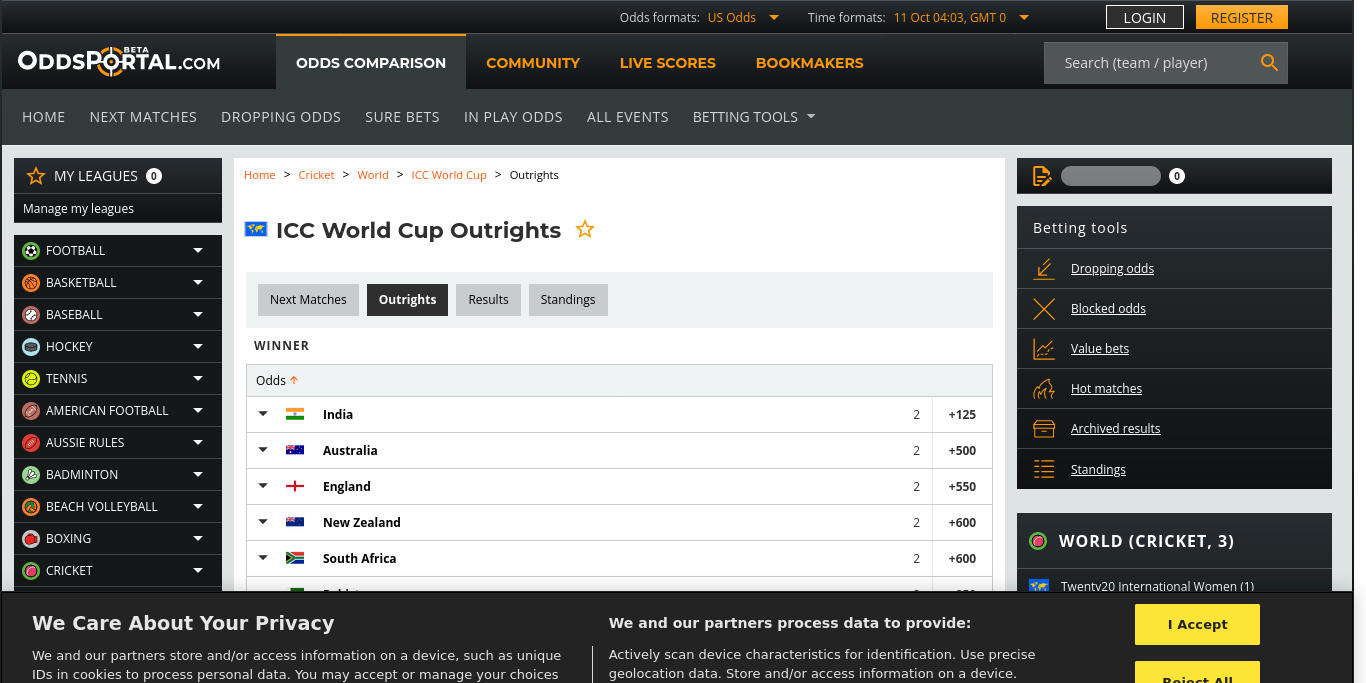 Odds formats: US Odds
Time formats: 11 Oct 04:03, GMT 0
LOGIN
REGISTER
ODDSPORTAL.COM
BETA
ODDS COMPARISON
COMMUNITY
LIVE SCORES
BOOKMAKERS
Search (team / player)
HOME
NEXT MATCHES
DROPPING ODDS
SURE BETS
IN PLAY ODDS
ALL EVENTS
BETTING TOOLS
MY LEAGUES 0
Manage my leagues
FOOTBALL
BASKETBALL
BASEBALL
HOCKEY
TENNIS
AMERICAN FOOTBALL
AUSSIE RULES
BADMINTON
BEACH VOLLEYBALL
BOXING
CRICKET
Home > Cricket > World > ICC World Cup > Outrights
ICC World Cup Outrights
Next Matches
Outrights
Results
Standings
WINNER
Odds
India 2 +125
Australia 2 +500
England 2 +550
New Zealand 2 +600
South Africa 2 +600
0
Betting tools
Dropping odds
Blocked odds
Value bets
Hot matches
Archived results
Standings
WORLD (CRICKET, 3)
Twenty20 International Women (1)
We Care About Your Privacy
We and our partners store and/or access information on a device, such as unique
IDs in cookies to process personal data. You may accept or manage your choices
We and our partners process data to provide:
Actively scan device characteristics for identification. Use precise
geolocation data. Store and/or access information on a device.
I Accept
Reject All